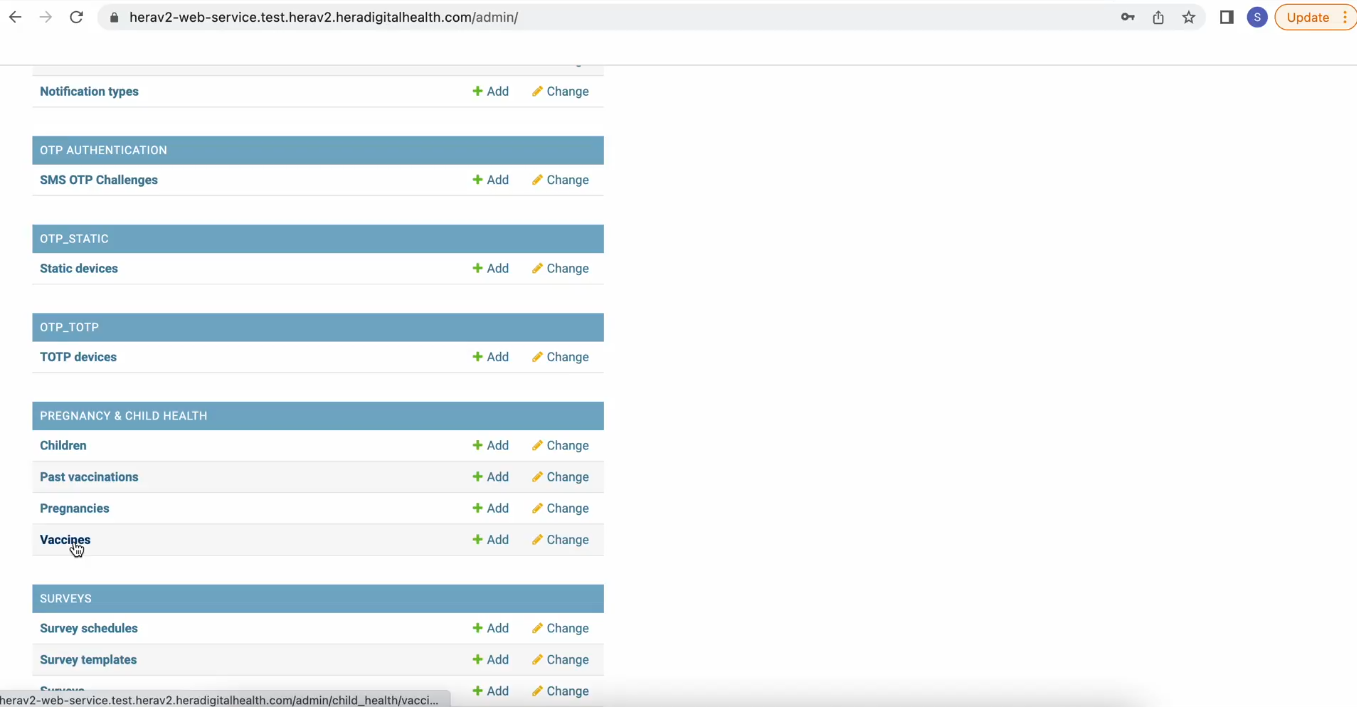 herav2-web-service.test.herav2.heradigitalhealth.com/admin/
S
Update
Notification types Add Change
OTP AUTHENTICATION
SMS OTP Challenges Add Change
OTP_STATIC
Static devices Add Change
OTP_TOTP
TOTP devices Add Change
PREGNANCY & CHILD HEALTH
Children Add Change
Past vaccinations Add Change
Pregnancies Add Change
Vaccines Add Change
SURVEYS
Survey schedules Add Change
Survey templates Add Change
Surveys Add Change
herav2-web-service.test.herav2.heradigitalhealth.com/admin/child_health/vacci...